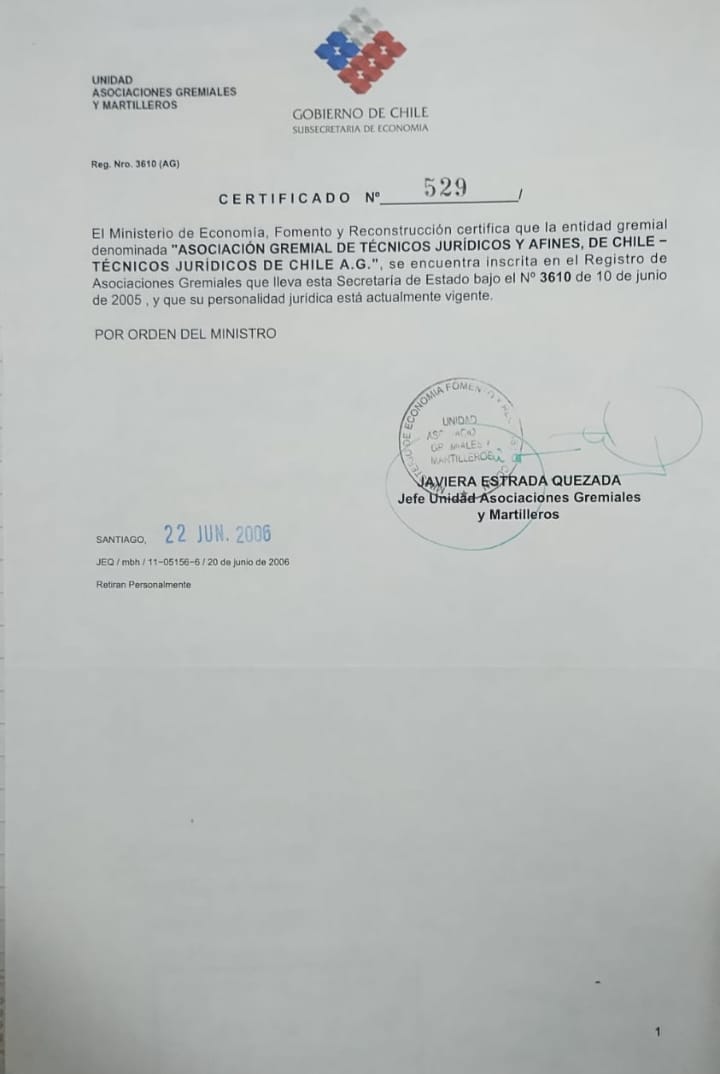 UNIDAD
ASOCIACIONES GREMIALES
Y MARTILLEROS
GOBIERNO DE CHILE
SUBSECRETARIA DE ECONOMIA
Reg. Nro. 3610 (AG)
CERTIFICADO Nº 529 /
El Ministerio de Economía, Fomento y Reconstrucción certifica que la entidad gremial
denominada "ASOCIACIÓN GREMIAL DE TÉCNICOS JURÍDICOS Y AFINES, DE CHILE –
TÉCNICOS JURÍDICOS DE CHILE A.G.", se encuentra inscrita en el Registro de
Asociaciones Gremiales que lleva esta Secretaría de Estado bajo el Nº 3610 de 10 de junio
de 2005 , y que su personalidad jurídica está actualmente vigente.
POR ORDEN DEL MINISTRO
DE ECONOMIA FOMEN
UNIDAD
MIALES
MARTILLEROS
JAVIERA ESTRADA QUEZADA
Jefe Unidad Asociaciones Gremiales
y Martilleros
SANTIAGO, 22 JUN. 2006
JEQ / mbh / 11-05156-6 / 20 de junio de 2006
Retiran Personalmente
1